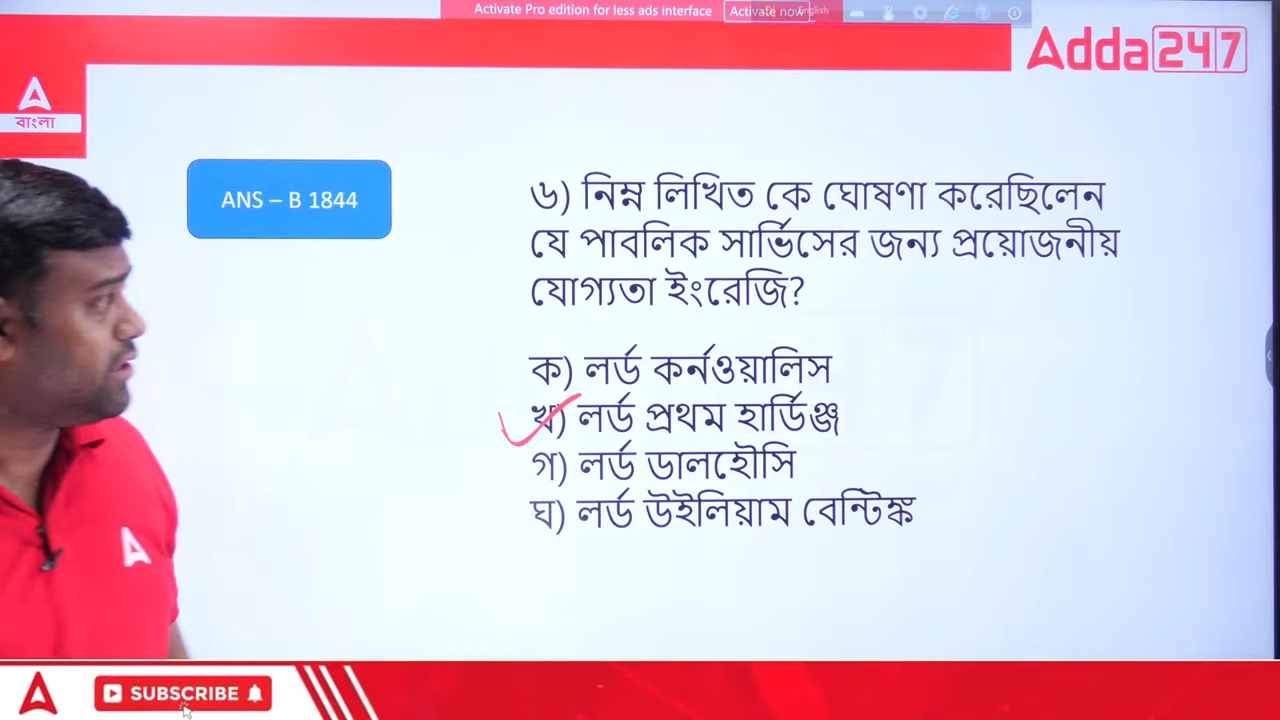 Activate Pro edition for less ads interface
Activate now
English
Adda247
বাংলা
ANS – B 1844
৬) নিম্ন লিখিত কে ঘোষণা করেছিলেন
যে পাবলিক সার্ভিসের জন্য প্রয়োজনীয়
যোগ্যতা ইংরেজি?
ক) লর্ড কর্নওয়ালিস
খ) লর্ড প্রথম হার্ডিঞ্জ
গ) লর্ড ডালহৌসি
ঘ) লর্ড উইলিয়াম বেন্টিঙ্ক
SUBSCRIBE